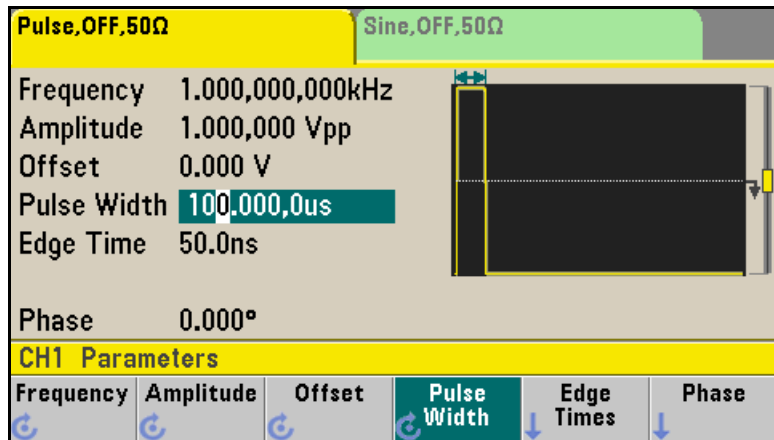 Pulse,OFF,50Ω
Sine,OFF,50Ω
Frequency 1.000,000,000kHz
Amplitude 1.000,000 Vpp
Offset 0.000 V
Pulse Width 100.000,0us
Edge Time 50.0ns
Phase 0.000°
CH1 Parameters
Frequency
Amplitude
Offset
Pulse
Width
Edge
Times
Phase